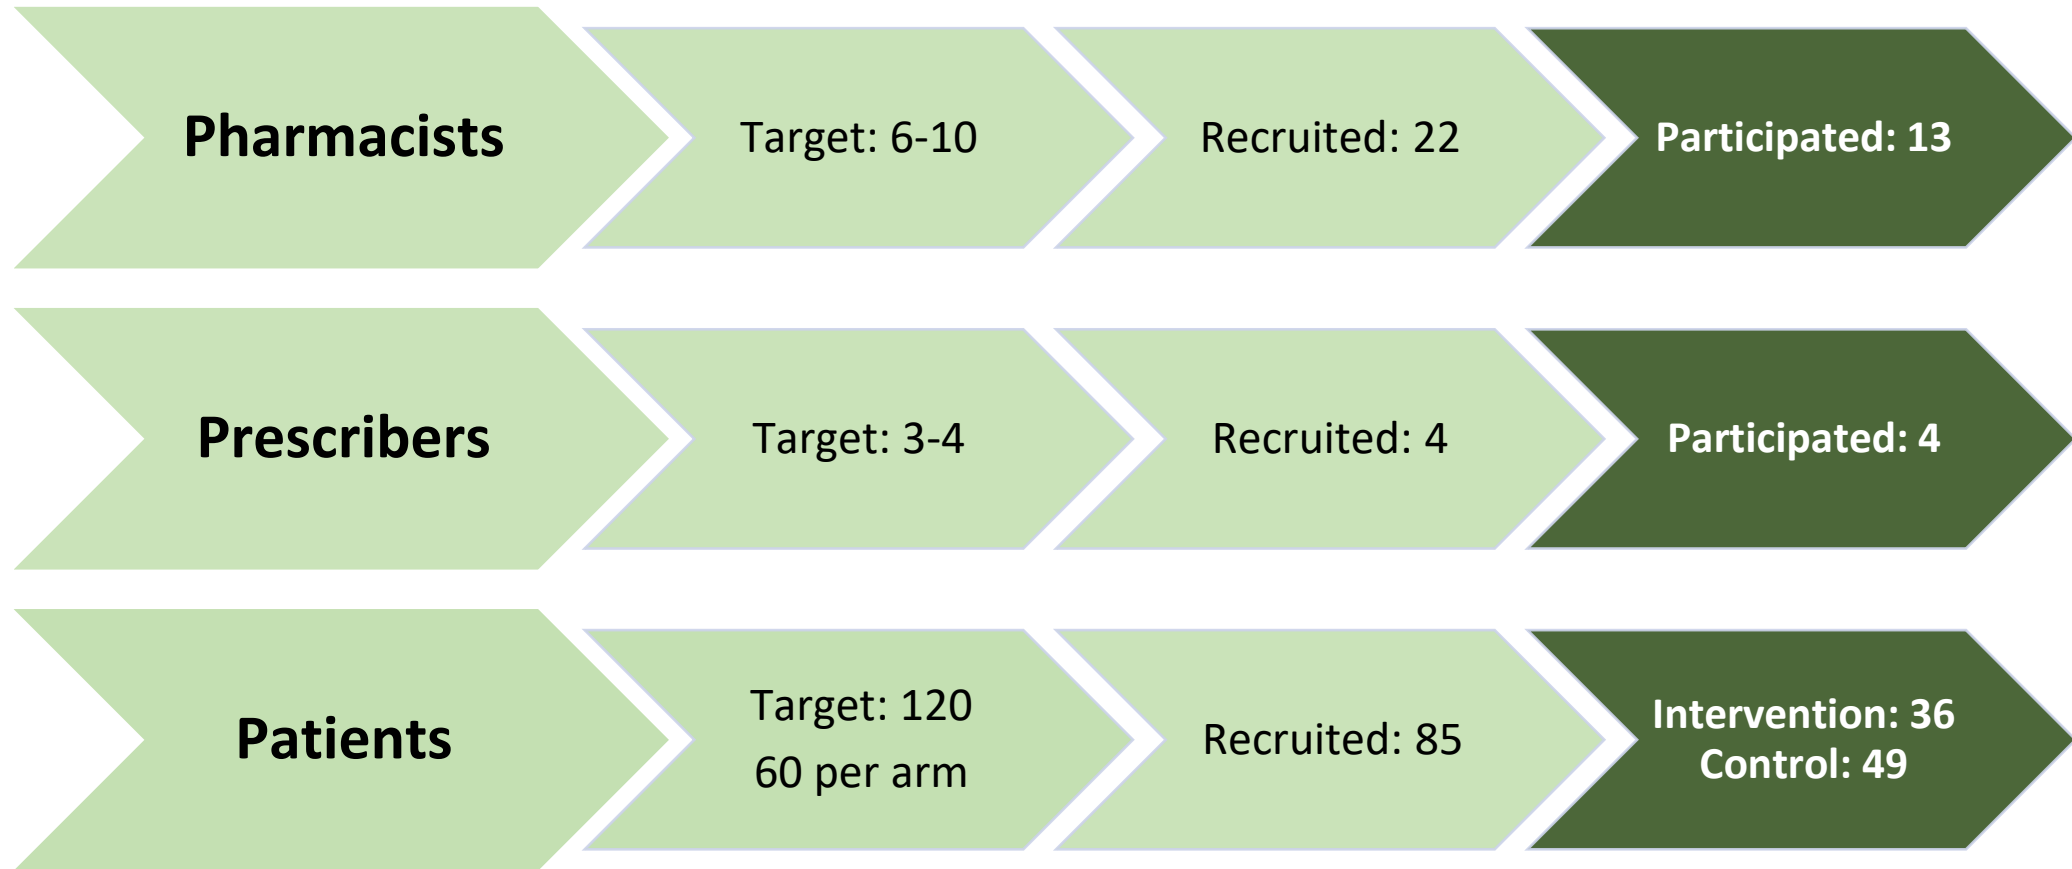 Pharmacists
Target: 6-10
Recruited: 22
Participated: 13
Prescribers
Target: 3-4
Recruited: 4
Participated: 4
Patients
Target: 120
60 per arm
Recruited: 85
Intervention: 36
Control: 49